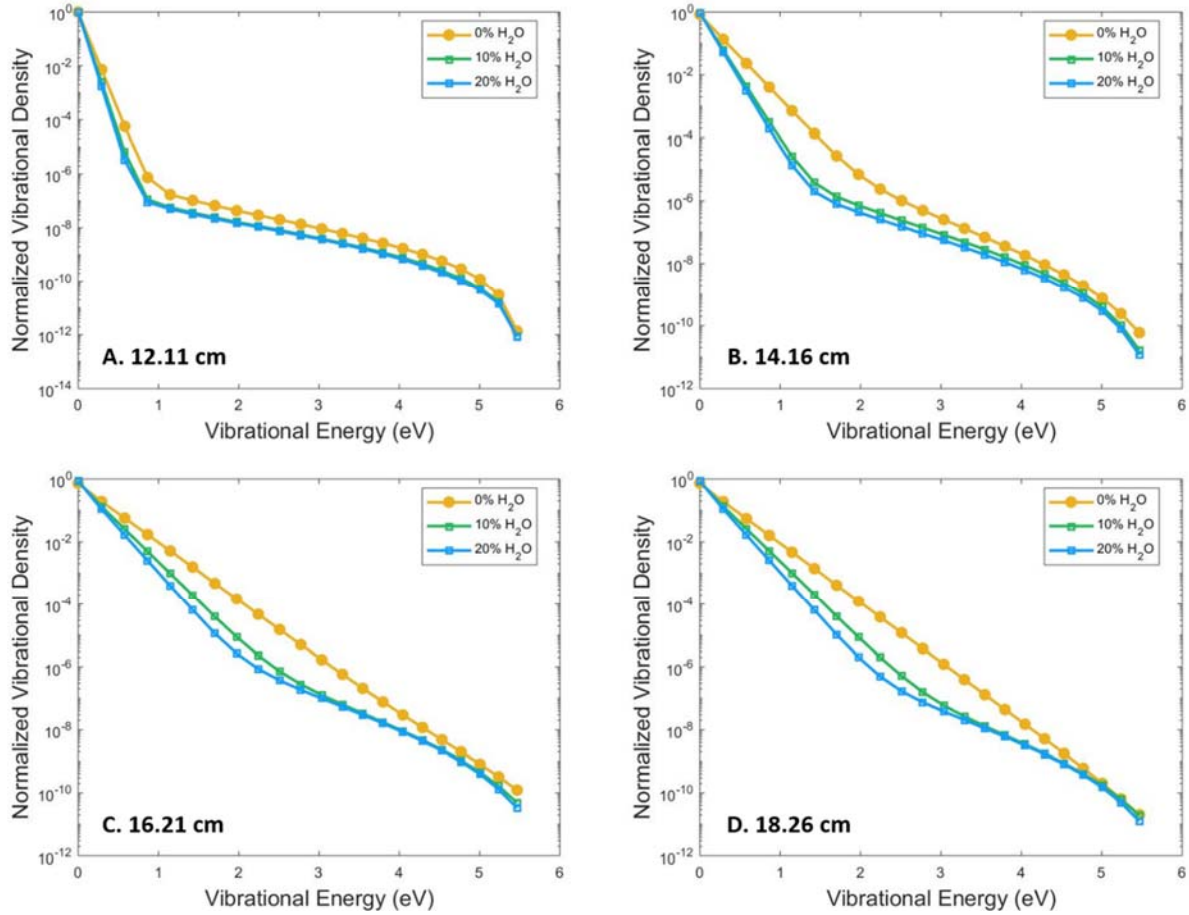 Normalized Vibrational Density
10^0
10^-2
10^-4
10^-6
10^-8
10^-10
10^-12
10^-14
0% H₂O
10% H₂O
20% H₂O
A. 12.11 cm
0 1 2 3 4 5 6
Vibrational Energy (eV)
Normalized Vibrational Density
10^0
10^-2
10^-4
10^-6
10^-8
10^-10
10^-12
0% H₂O
10% H₂O
20% H₂O
B. 14.16 cm
0 1 2 3 4 5 6
Vibrational Energy (eV)
Normalized Vibrational Density
10^0
10^-2
10^-4
10^-6
10^-8
10^-10
10^-12
0% H₂O
10% H₂O
20% H₂O
C. 16.21 cm
0 1 2 3 4 5 6
Vibrational Energy (eV)
Normalized Vibrational Density
10^0
10^-2
10^-4
10^-6
10^-8
10^-10
10^-12
0% H₂O
10% H₂O
20% H₂O
D. 18.26 cm
0 1 2 3 4 5 6
Vibrational Energy (eV)